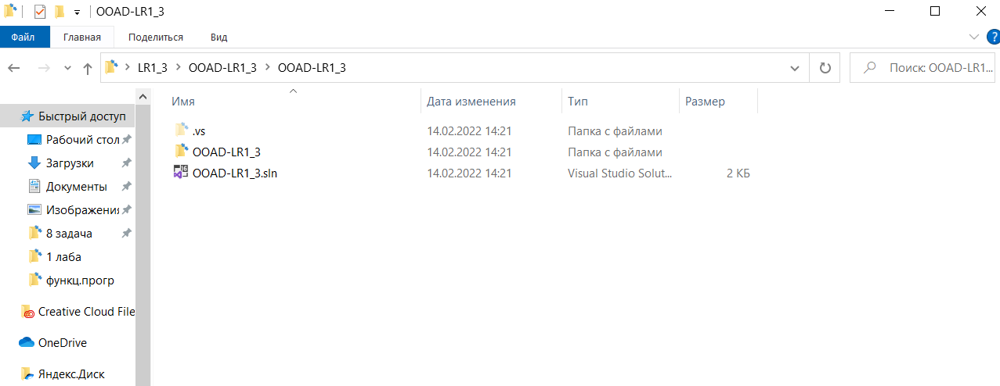 OOAD-LR1_3
Файл Главная Поделиться Вид
?
LR1_3 OOAD-LR1_3 OOAD-LR1_3 Поиск: OOAD-LR1...
Имя Дата изменения Тип Размер
.vs 14.02.2022 14:21 Папка с файлами
OOAD-LR1_3 14.02.2022 14:21 Папка с файлами
OOAD-LR1_3.sln 14.02.2022 14:21 Visual Studio Solut... 2 КБ
Быстрый доступ
Рабочий стол
Загрузки
Документы
Изображения
8 задача
1 лаба
функц.прогр
Creative Cloud File
OneDrive
Яндекс.Диск